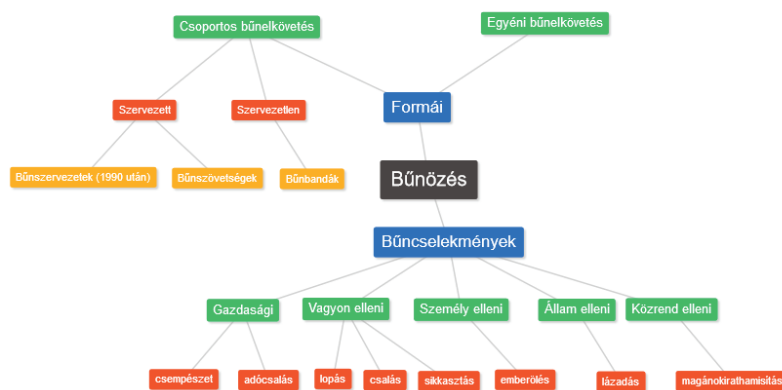 Csoportos bűnelkövetés
Egyéni bűnelkövetés
Szervezett
Szervezetlen
Formái
Bűnszervezetek (1990 után)
Bűnszövetségek
Bűnbandák
Bűnözés
Bűncselekmények
Gazdasági
Vagyon elleni
Személy elleni
Állam elleni
Közrend elleni
csempészet
adócsalás
lopás
csalás
sikkasztás
emberölés
lázadás
magánokirathamisítás